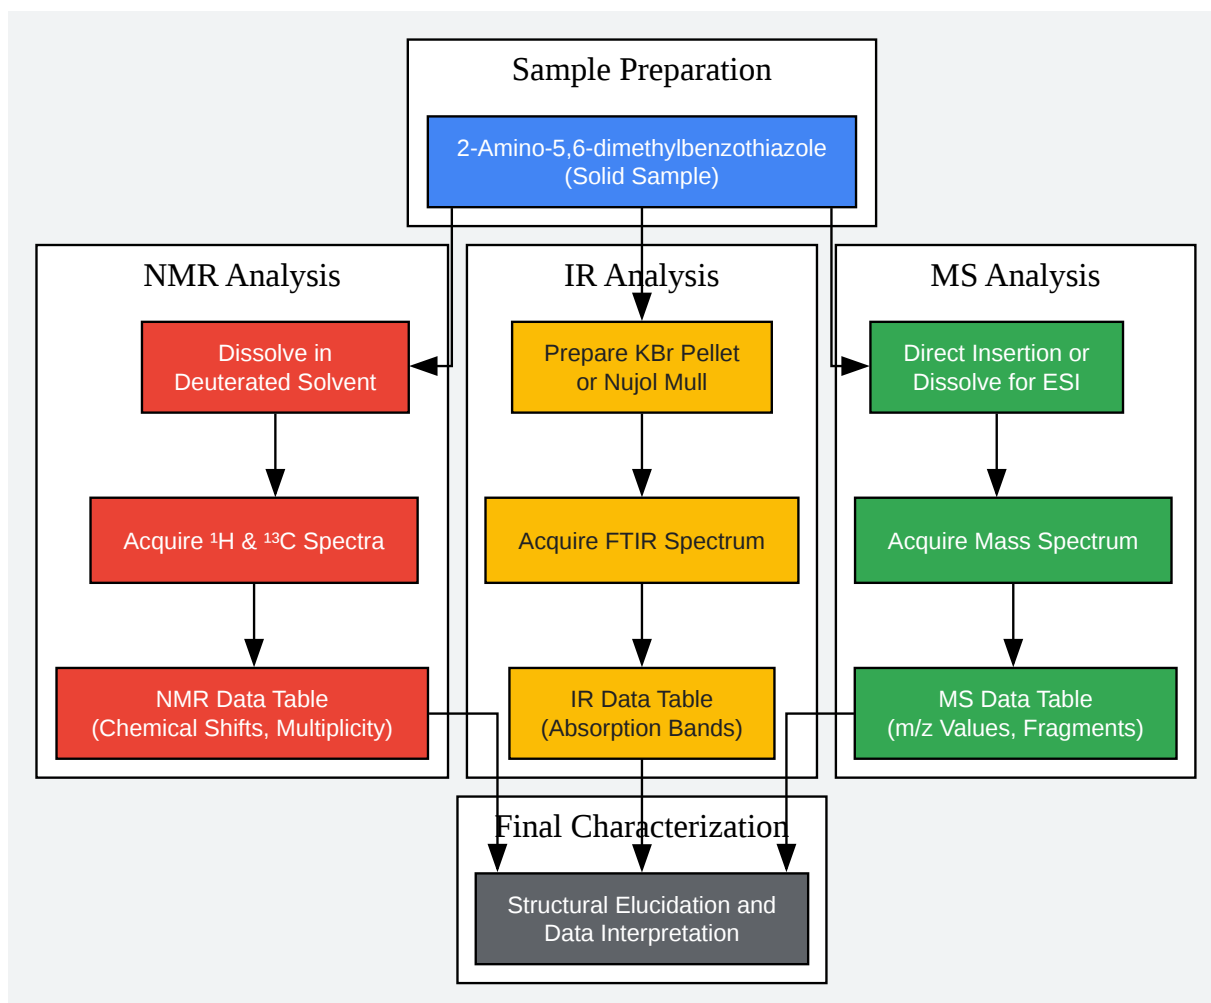 Sample Preparation
2-Amino-5,6-dimethylbenzothiazole
(Solid Sample)
NMR Analysis
Dissolve in
Deuterated Solvent
Acquire ¹H & ¹³C Spectra
NMR Data Table
(Chemical Shifts, Multiplicity)
IR Analysis
Prepare KBr Pellet
or Nujol Mull
Acquire FTIR Spectrum
IR Data Table
(Absorption Bands)
MS Analysis
Direct Insertion or
Dissolve for ESI
Acquire Mass Spectrum
MS Data Table
(m/z Values, Fragments)
Final Characterization
Structural Elucidation and
Data Interpretation